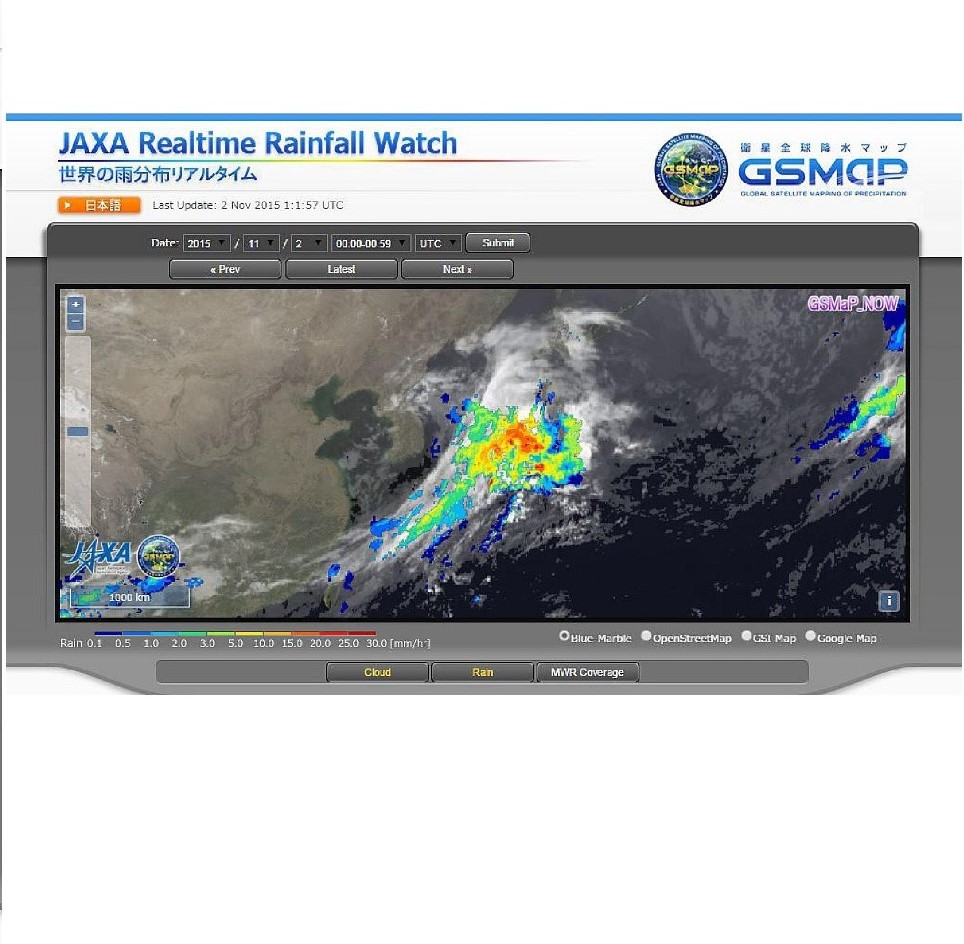 JAXA Realtime Rainfall Watch
世界の雨分布リアルタイム
日本語 Last Update: 2 Nov 2015 1:1:57 UTC
GSMaP
衛星全球降水マップ
GSMaP
GLOBAL SATELLITE MAPPING OF PRECIPITATION
Date: 2015 / 11 / 2 00:00-00:59 UTC Submit
« Prev Latest Next »
+
−
GSMaP_NOW
JAXA
GSMaP
1000 km
i
Rain 0.1 0.5 1.0 2.0 3.0 5.0 10.0 15.0 20.0 25.0 30.0 [mm/hr]
Blue Marble OpenStreetMap GSI Map Google Map
Cloud Rain MWR Coverage